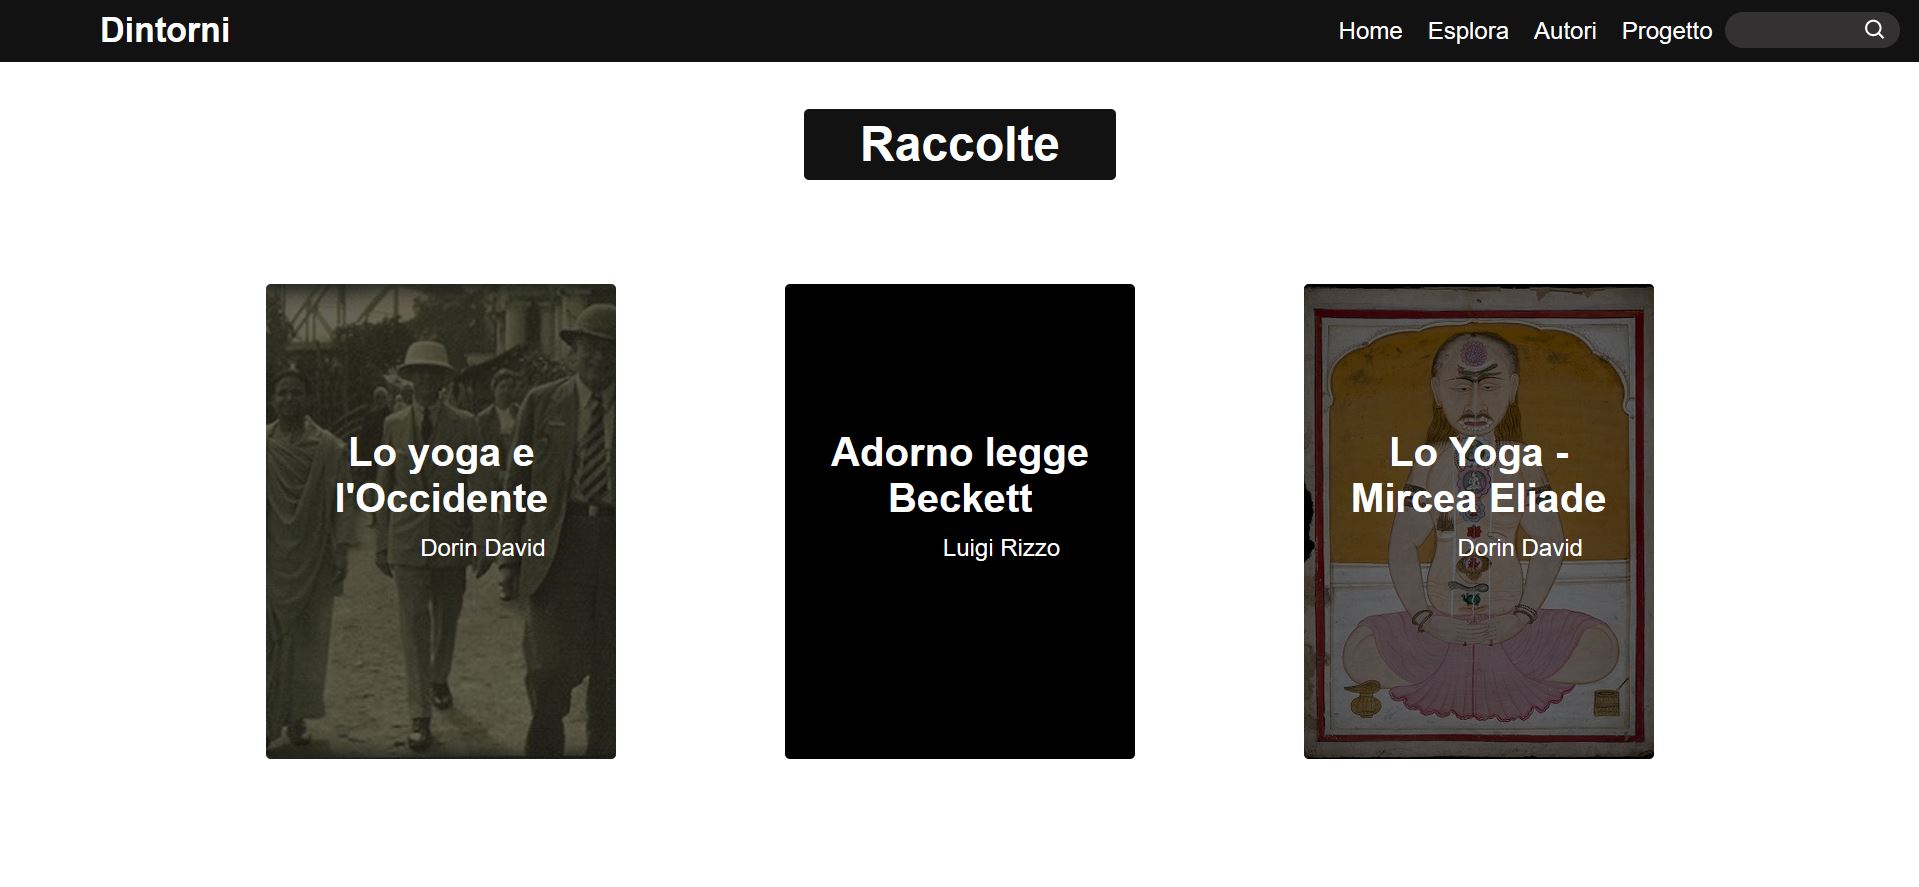 Dintorni
Home Esplora Autori Progetto
Raccolte
Lo yoga e
l'Occidente
Dorin David
Adorno legge
Beckett
Luigi Rizzo
Lo Yoga -
Mircea Eliade
Dorin David